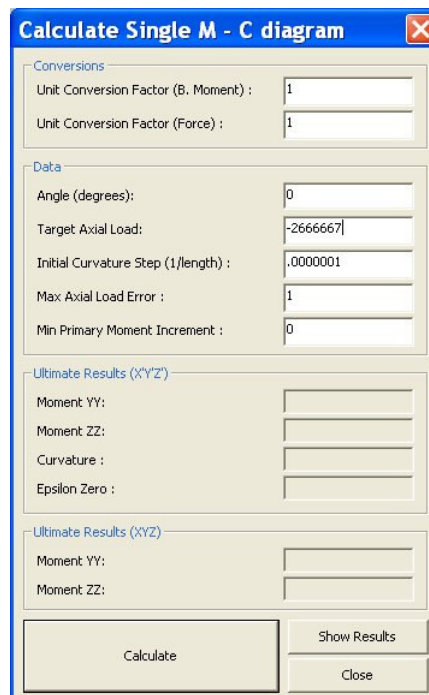 Calculate Single M - C diagram
Conversions
Unit Conversion Factor (B. Moment) : 1
Unit Conversion Factor (Force) : 1
Data
Angle (degrees): 0
Target Axial Load: -2666667
Initial Curvature Step (1/length) : .0000001
Max Axial Load Error : 1
Min Primary Moment Increment : 0
Ultimate Results (X'Y'Z')
Moment YY:
Moment ZZ:
Curvature :
Epsilon Zero :
Ultimate Results (XYZ)
Moment YY:
Moment ZZ:
Calculate
Show Results
Close